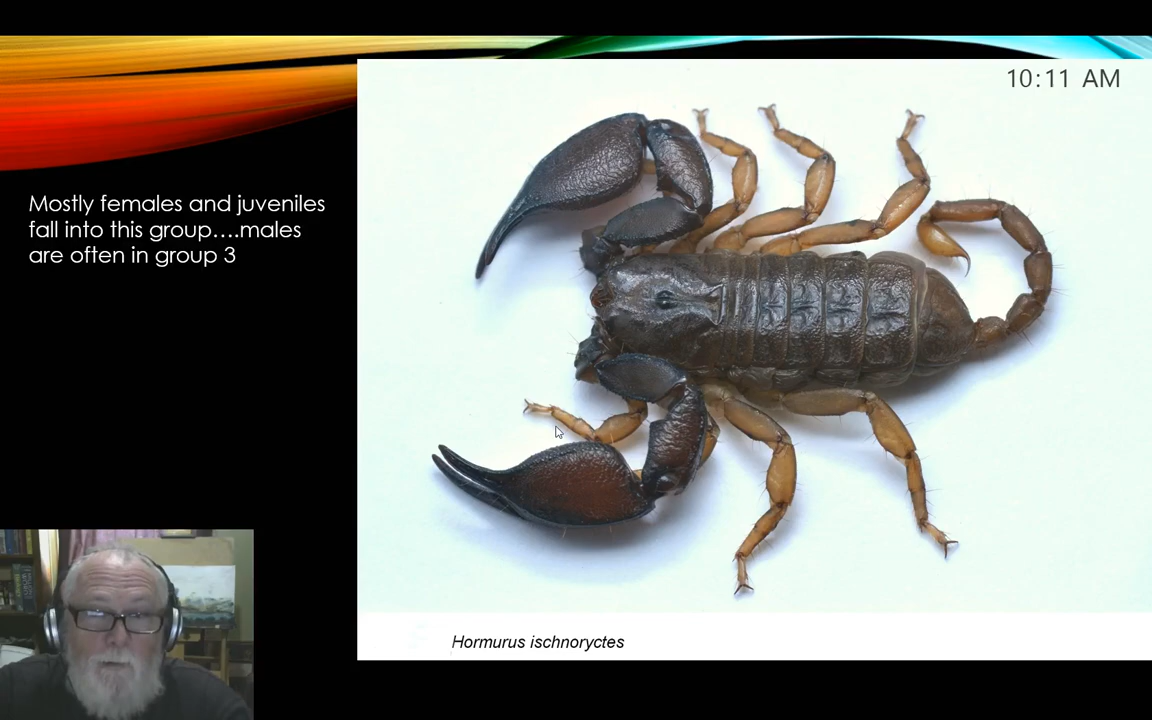 10:11 AM
Mostly females and juveniles
fall into this group....males
are often in group 3
Hormurus ischnoryctes